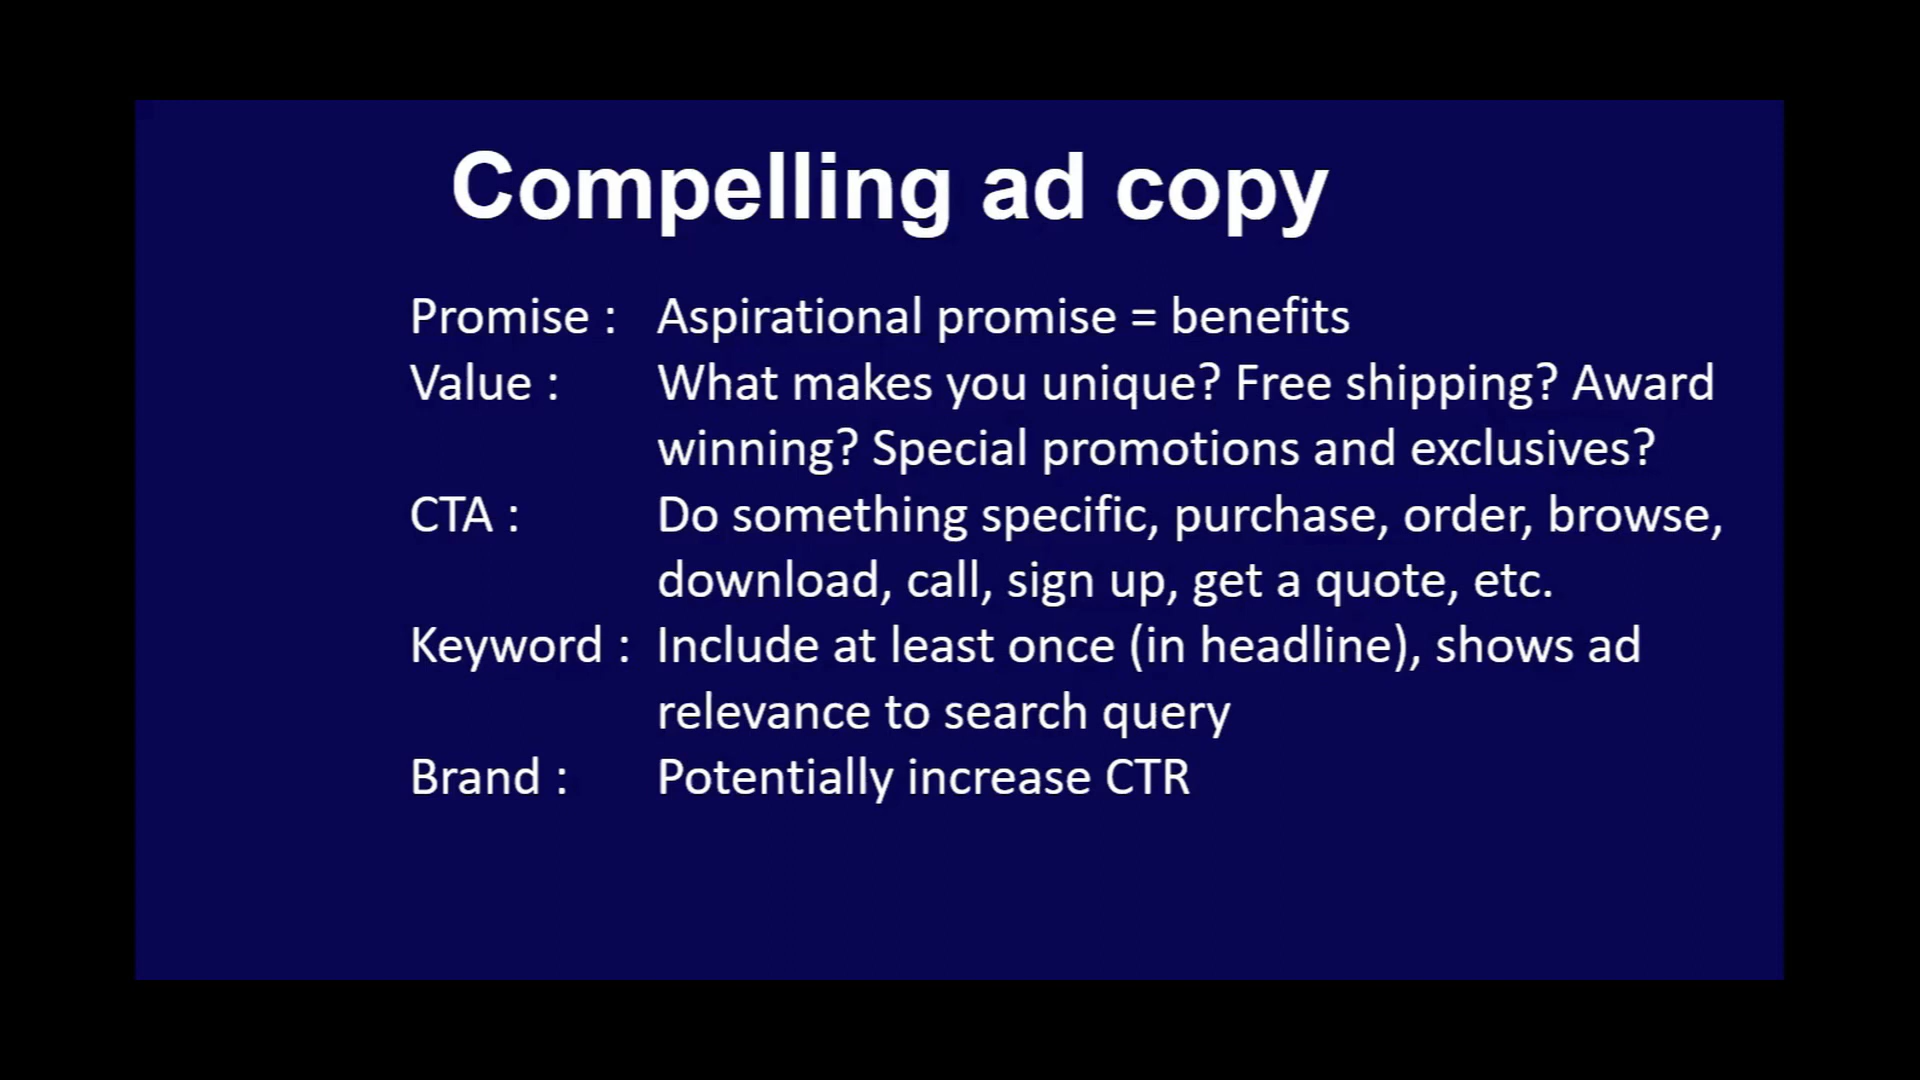 Compelling ad copy
Promise : Aspirational promise = benefits
Value : What makes you unique? Free shipping? Award
winning? Special promotions and exclusives?
CTA : Do something specific, purchase, order, browse,
download, call, sign up, get a quote, etc.
Keyword : Include at least once (in headline), shows ad
relevance to search query
Brand : Potentially increase CTR